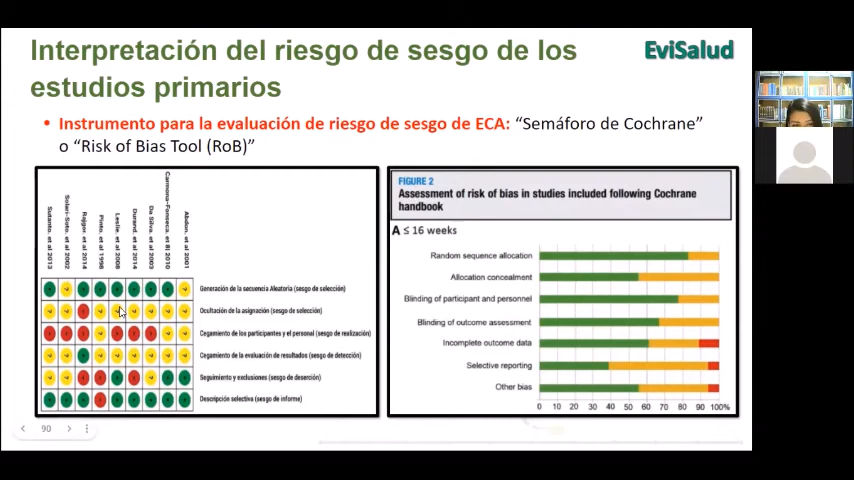 Interpretación del riesgo de sesgo de los
estudios primarios
EviSalud
• Instrumento para la evaluación de riesgo de sesgo de ECA: “Semáforo de Cochrane”
o “Risk of Bias Tool (RoB)”
Sutanto. et al 2013
Solari-Soto. et al 2002
Rajgor. et al 2014
Pinto. et al 1998
Leslie. et al 2008
Durand. et al 2014
Da Silva. et al 2003
Carmona-Fonseca. et al 2010
Abdon. et al 2001
Generación de la secuencia Aleatoria (sesgo de selección)
Ocultación de la asignación (sesgo de selección)
Cegamiento de los participantes y el personal (sesgo de realización)
Cegamiento de la evaluación de resultados (sesgo de detección)
Seguimiento y exclusiones (sesgo de deserción)
Descripción selectiva (sesgo de informe)
FIGURE 2
Assessment of risk of bias in studies included following Cochrane
handbook
A ≤ 16 weeks
Random sequence allocation
Allocation concealment
Blinding of participant and personnel
Blinding of outcome assessment
Incomplete outcome data
Selective reporting
Other bias
0 10 20 30 40 50 60 70 80 90 100%
90